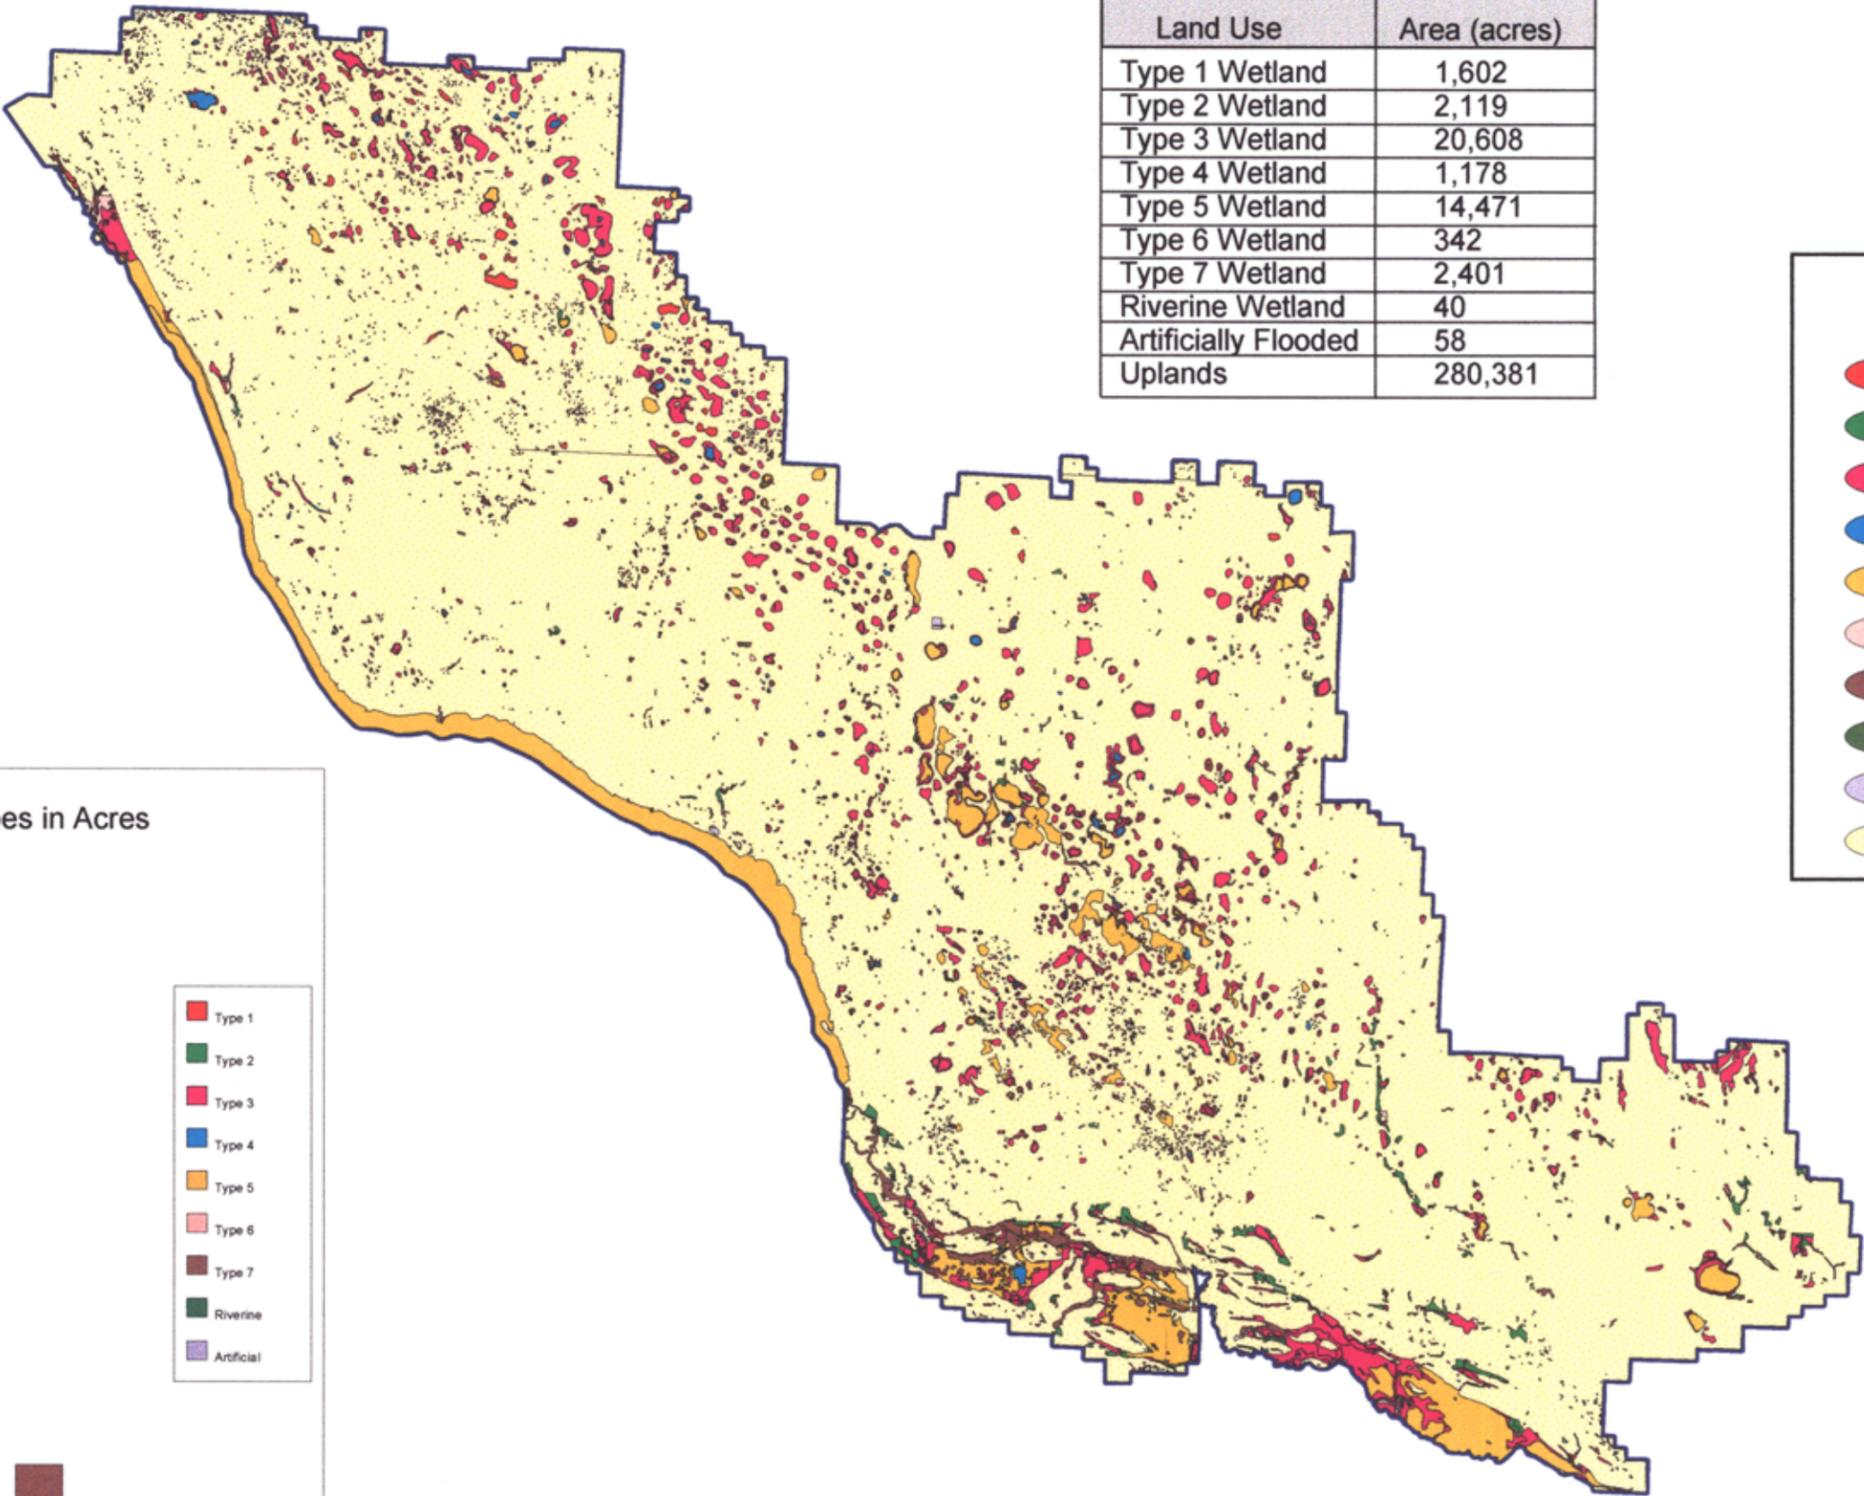 Land Use Area (acres)
Type 1 Wetland 1,602
Type 2 Wetland 2,119
Type 3 Wetland 20,608
Type 4 Wetland 1,178
Type 5 Wetland 14,471
Type 6 Wetland 342
Type 7 Wetland 2,401
Riverine Wetland 40
Artificially Flooded 58
Uplands 280,381
es in Acres
Type 1
Type 2
Type 3
Type 4
Type 5
Type 6
Type 7
Riverine
Artificial